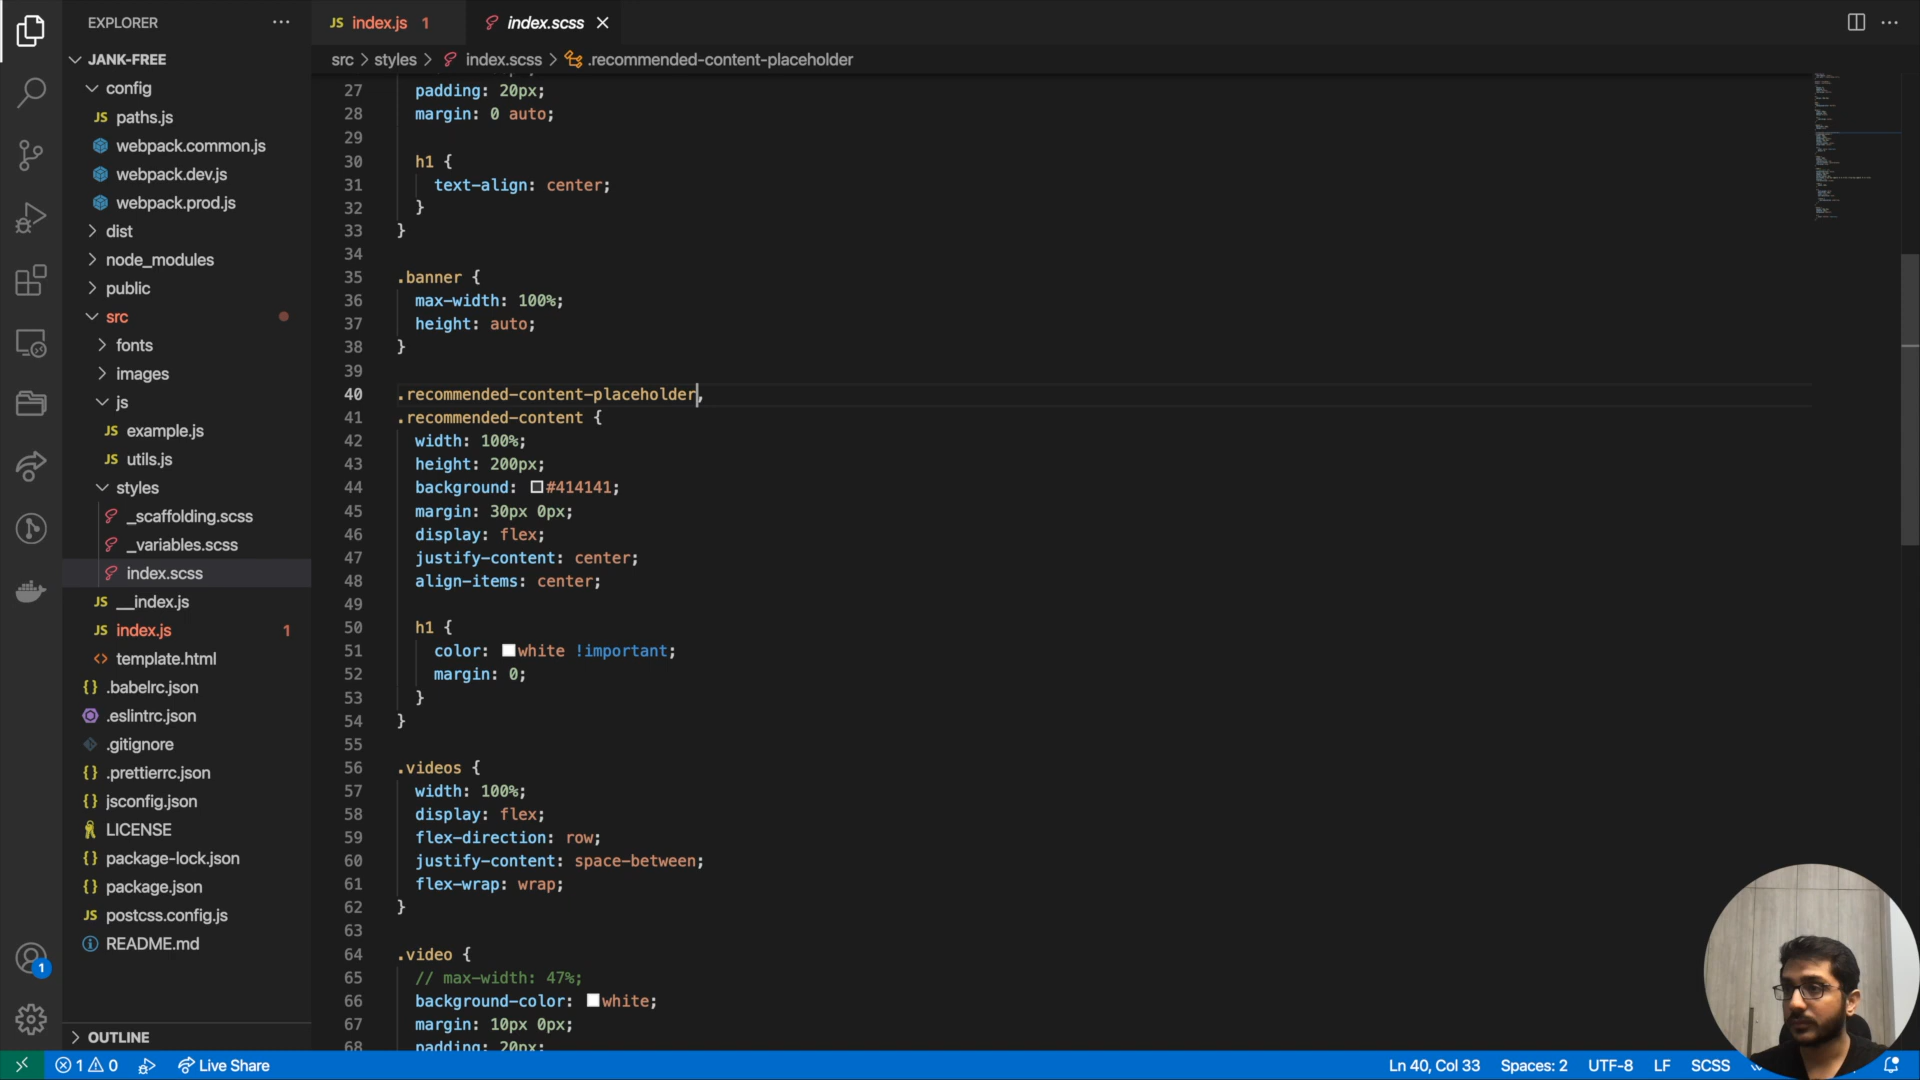 EXPLORER
JANK-FREE
config
JS paths.js
webpack.common.js
webpack.dev.js
webpack.prod.js
dist
node_modules
public
src
fonts
images
js
JS example.js
JS utils.js
styles
_scaffolding.scss
_variables.scss
index.scss
JS __index.js
JS index.js 1
<> template.html
{} .babelrc.json
.eslintrc.json
.gitignore
{} .prettierrc.json
{} jsconfig.json
LICENSE
{} package-lock.json
{} package.json
JS postcss.config.js
README.md
OUTLINE
1
JS index.js 1
index.scss
src > styles > index.scss > .recommended-content-placeholder
27 padding: 20px;
28 margin: 0 auto;
29
30 h1 {
31 text-align: center;
32 }
33 }
34
35 .banner {
36 max-width: 100%;
37 height: auto;
38 }
39
40 .recommended-content-placeholder,
41 .recommended-content {
42 width: 100%;
43 height: 200px;
44 background: #414141;
45 margin: 30px 0px;
46 display: flex;
47 justify-content: center;
48 align-items: center;
49
50 h1 {
51 color: white !important;
52 margin: 0;
53 }
54 }
55
56 .videos {
57 width: 100%;
58 display: flex;
59 flex-direction: row;
60 justify-content: space-between;
61 flex-wrap: wrap;
62 }
63
64 .video {
65 // max-width: 47%;
66 background-color: white;
67 margin: 10px 0px;
68 padding: 20px;
1 0 Live Share
Ln 40, Col 33 Spaces: 2 UTF-8 LF SCSS